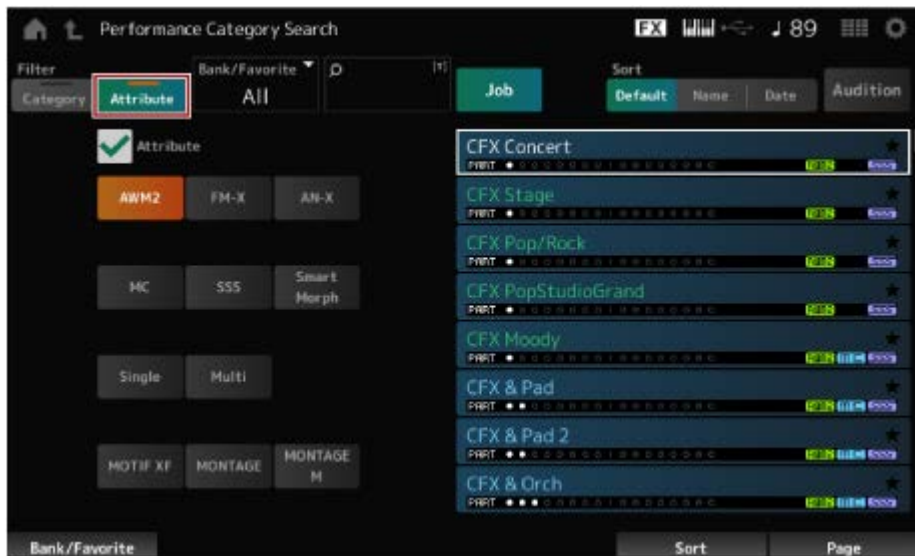 Performance Category Search FX ♩ 89
Filter
Category Attribute
Bank/Favorite
All
Job
Sort
Default Name Date
Audition
Attribute
AWM2 FM-X AN-X
MC SSS Smart Morph
Single Multi
MOTIF XF MONTAGE MONTAGE M
CFX Concert
PART
CFX Stage
PART
CFX Pop/Rock
PART
CFX PopStudioGrand
PART
CFX Moody
PART
CFX & Pad
PART
CFX & Pad 2
PART
CFX & Orch
PART
Bank/Favorite Sort Page